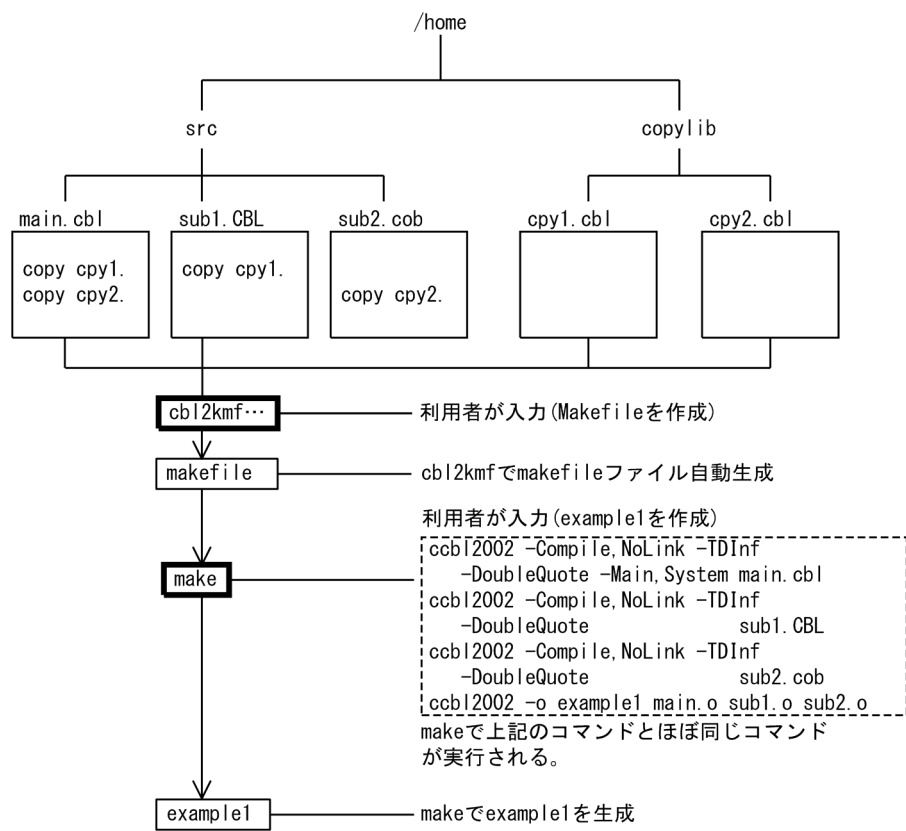 /home
src
copylib
main.cbl
sub1.CBL
sub2.cob
cpy1.cbl
cpy2.cbl
copy cpy1.
copy cpy2.
copy cpy1.
copy cpy2.
cbl2kmf…
利用者が入力(Makefileを作成)
makefile
cbl2kmfでmakefileファイル自動生成
利用者が入力(example1を作成)
make
ccbl2002 -Compile,NoLink -TDInf
-DoubleQuote -Main,System main.cbl
ccbl2002 -Compile,NoLink -TDInf
-DoubleQuote sub1.CBL
ccbl2002 -Compile,NoLink -TDInf
-DoubleQuote sub2.cob
ccbl2002 -o example1 main.o sub1.o sub2.o
makeで上記のコマンドとほぼ同じコマンド
が実行される。
example1
makeでexample1を生成